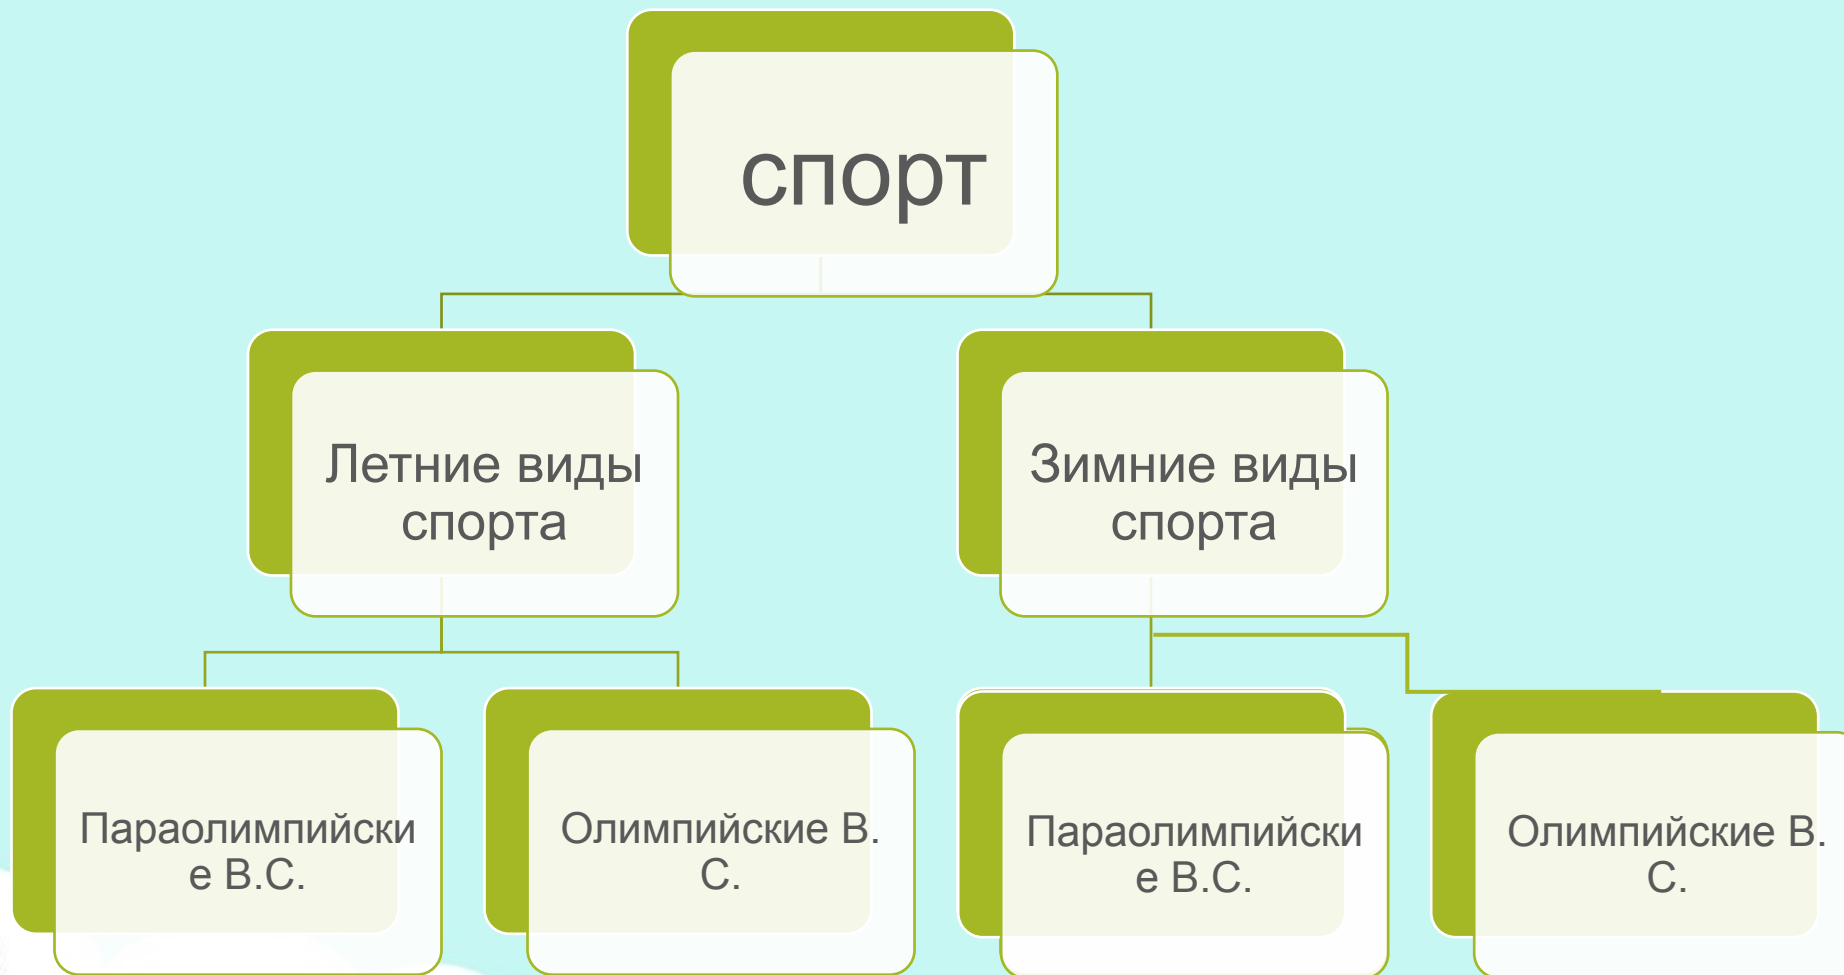 спорт
Летние виды
спорта
Зимние виды
спорта
Параолимпийски
е В.С.
Олимпийские В.
С.
Параолимпийски
е В.С.
Олимпийские В.
С.